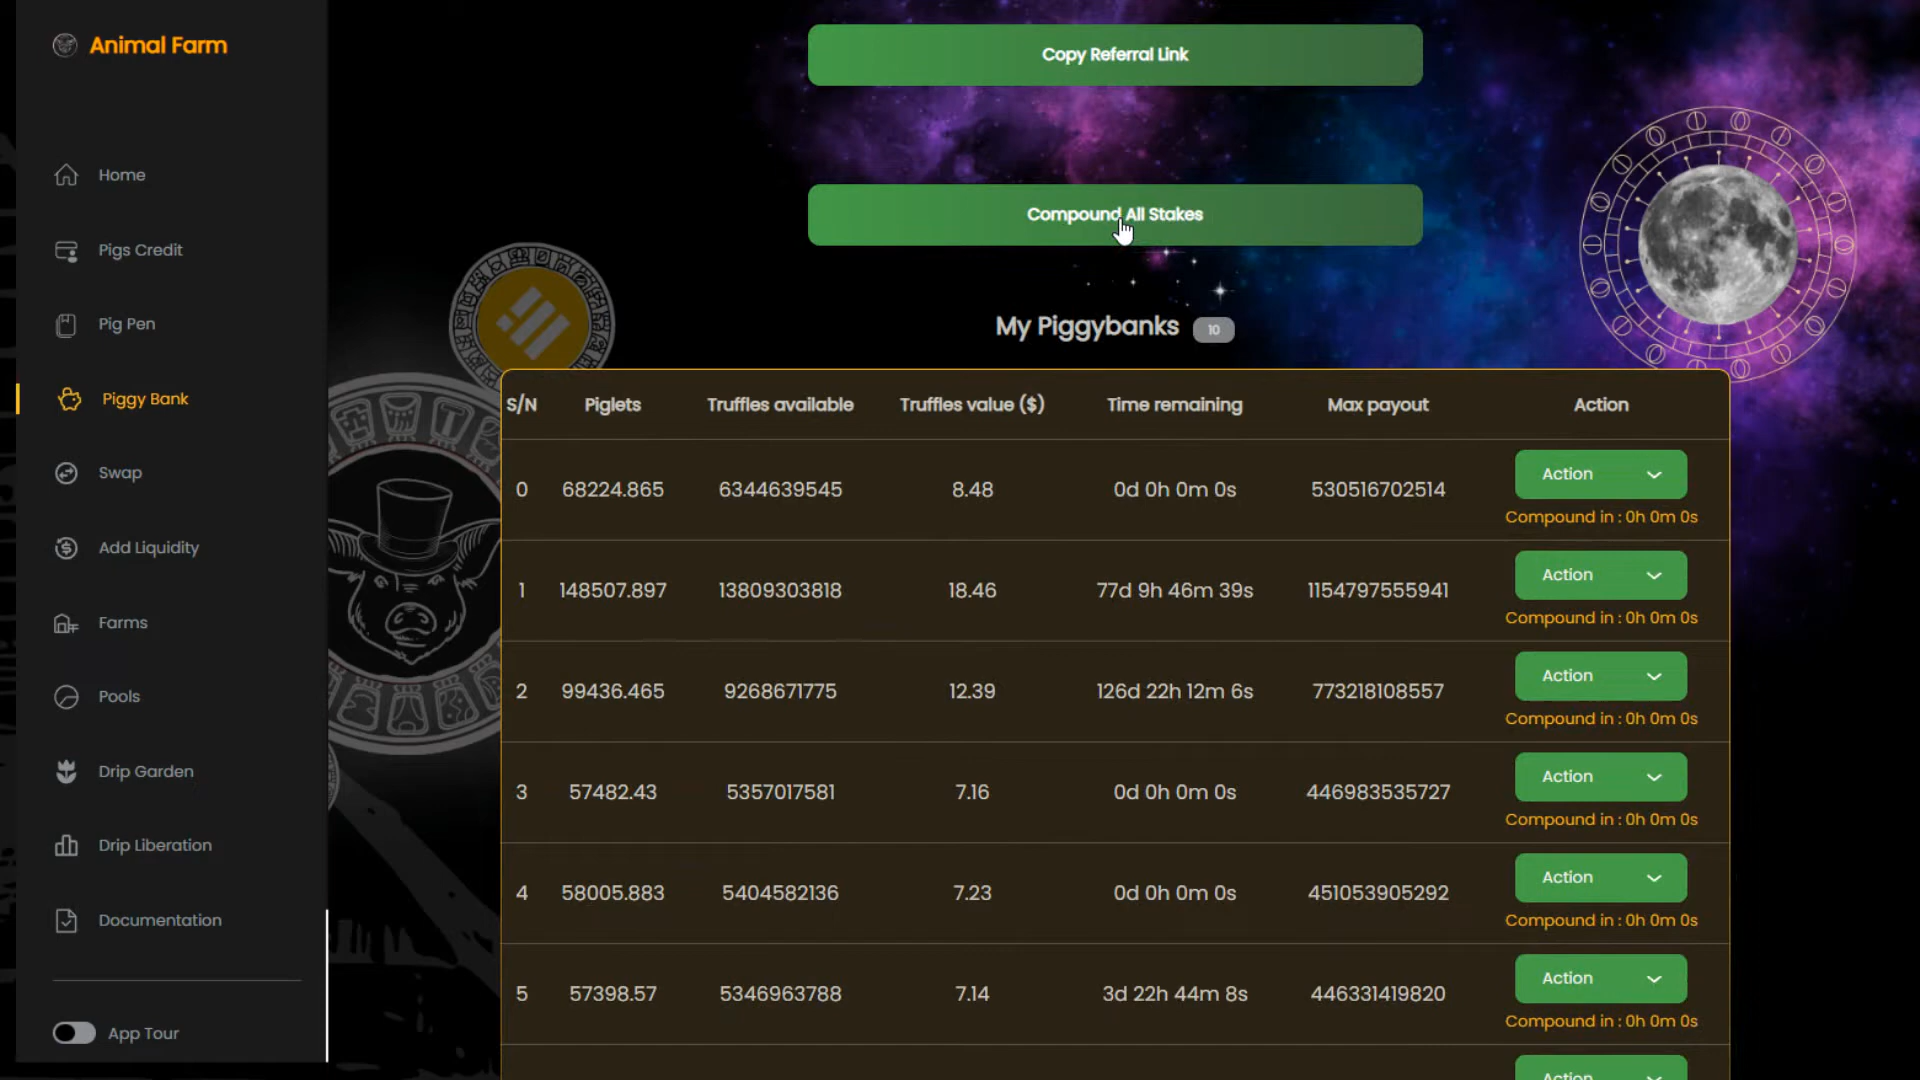 Animal Farm
Home
Pigs Credit
Pig Pen
Piggy Bank
Swap
Add Liquidity
Farms
Pools
Drip Garden
Drip Liberation
Documentation
App Tour
Copy Referral Link
Compound All Stakes
My Piggybanks 10
S/N Piglets Truffles available Truffles value ($) Time remaining Max payout Action
0 68224.865 6344639545 8.48 0d 0h 0m 0s 530516702514 Action
Compound in : 0h 0m 0s
1 148507.897 13809303818 18.46 77d 9h 46m 39s 1154797555941 Action
Compound in : 0h 0m 0s
2 99436.465 9268671775 12.39 126d 22h 12m 6s 773218108557 Action
Compound in : 0h 0m 0s
3 57482.43 5357017581 7.16 0d 0h 0m 0s 446983535727 Action
Compound in : 0h 0m 0s
4 58005.883 5404582136 7.23 0d 0h 0m 0s 451053905292 Action
Compound in : 0h 0m 0s
5 57398.57 5346963788 7.14 3d 22h 44m 8s 446331419820 Action
Compound in : 0h 0m 0s
Action